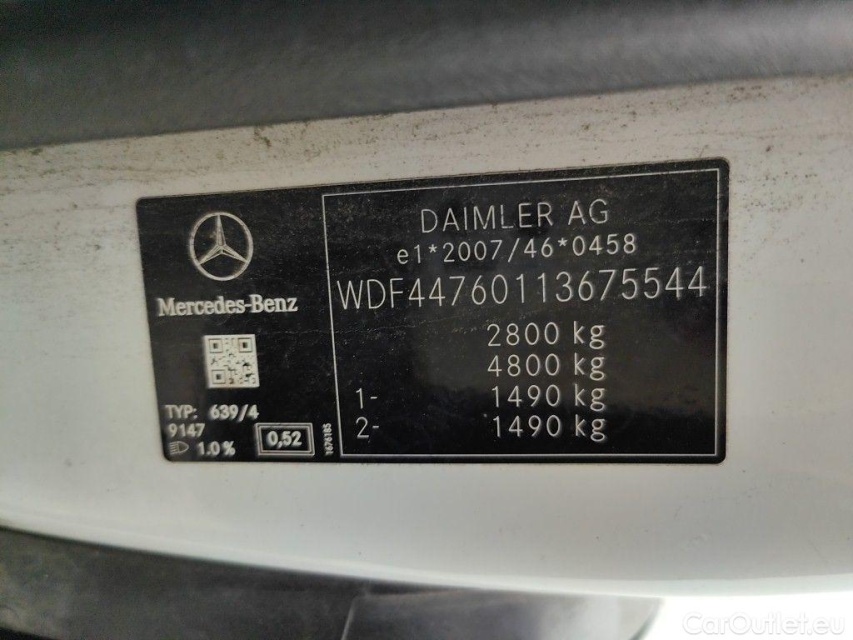 Mercedes-Benz
TYP: 639/4
9147
1.0%
0,52
1676185
DAIMLER AG
e1*2007/46*0458
WDF44760113675544
2800 kg
4800 kg
1- 1490 kg
2- 1490 kg
CarOutlet.eu